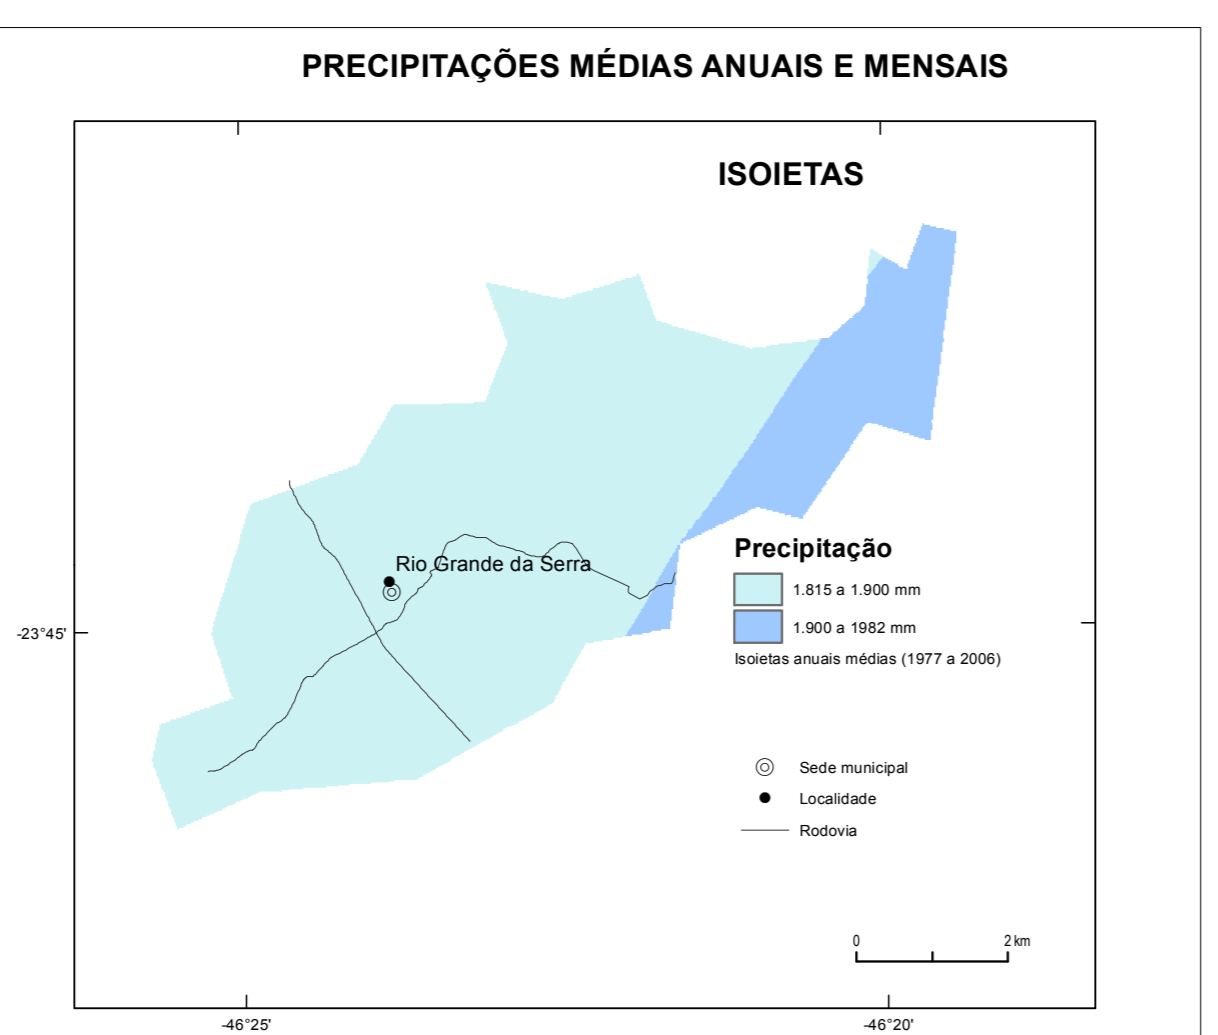 PRECIPITAÇÕES MÉDIAS ANUAIS E MENSAIS
ISOIETAS
Rio Grande da Serra
Precipitação
1.815 a 1.900 mm
1.900 a 1982 mm
Isoietas anuais médias (1977 a 2006)
-23°45'
Sede municipal
Localidade
Rodovia
0 2 km
-46°25' -46°20'